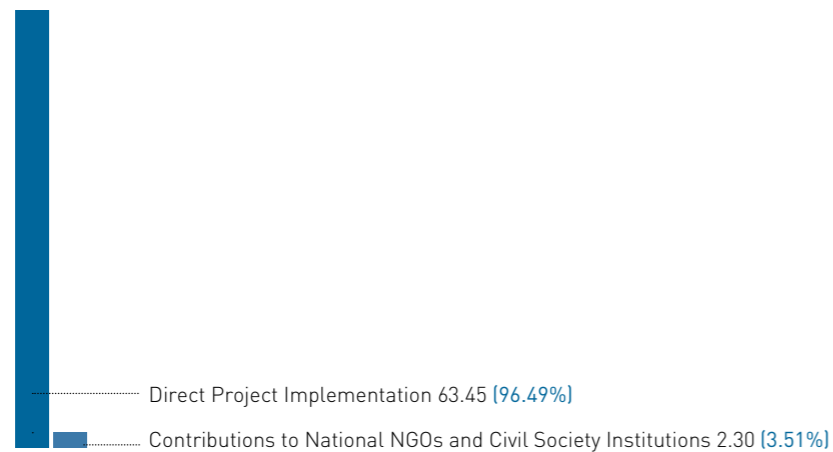 Direct Project Implementation 63.45 (96.49%)
Contributions to National NGOs and Civil Society Institutions 2.30 (3.51%)